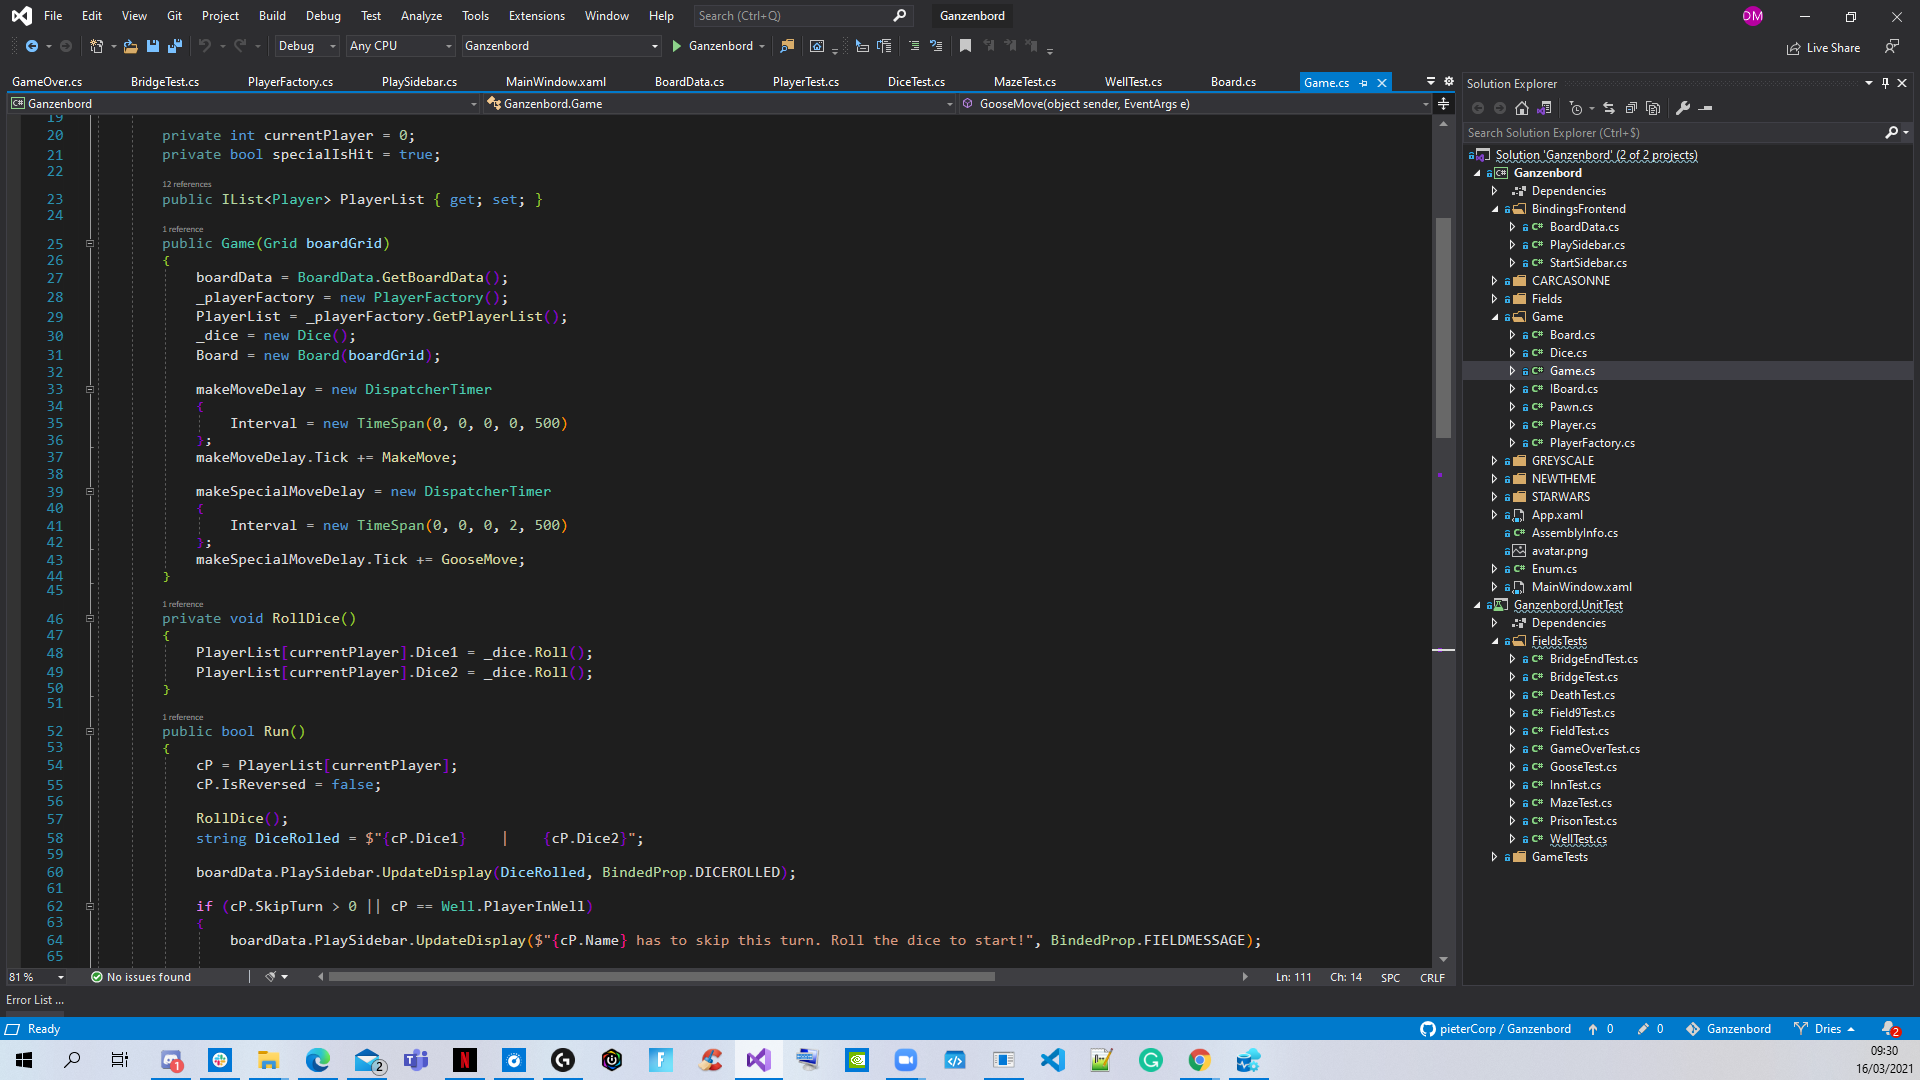 File Edit View Git Project Build Debug Test Analyze Tools Extensions Window Help Search (Ctrl+Q) Ganzenbord DM
Debug Any CPU Ganzenbord Ganzenbord Live Share
GameOver.cs BridgeTest.cs PlayerFactory.cs PlaySidebar.cs MainWindow.xaml BoardData.cs PlayerTest.cs DiceTest.cs MazeTest.cs WellTest.cs Board.cs Game.cs
Ganzenbord Ganzenbord.Game GooseMove(object sender, EventArgs e)
19
20 private int currentPlayer = 0;
21 private bool specialIsHit = true;
22
12 references
23 public IList<Player> PlayerList { get; set; }
24
1 reference
25 public Game(Grid boardGrid)
26 {
27 boardData = BoardData.GetBoardData();
28 _playerFactory = new PlayerFactory();
29 PlayerList = _playerFactory.GetPlayerList();
30 _dice = new Dice();
31 Board = new Board(boardGrid);
32
33 makeMoveDelay = new DispatcherTimer
34 {
35 Interval = new TimeSpan(0, 0, 0, 0, 500)
36 };
37 makeMoveDelay.Tick += MakeMove;
38
39 makeSpecialMoveDelay = new DispatcherTimer
40 {
41 Interval = new TimeSpan(0, 0, 0, 2, 500)
42 };
43 makeSpecialMoveDelay.Tick += GooseMove;
44 }
45
1 reference
46 private void RollDice()
47 {
48 PlayerList[currentPlayer].Dice1 = _dice.Roll();
49 PlayerList[currentPlayer].Dice2 = _dice.Roll();
50 }
51
1 reference
52 public bool Run()
53 {
54 cP = PlayerList[currentPlayer];
55 cP.IsReversed = false;
56
57 RollDice();
58 string DiceRolled = $"{cP.Dice1} | {cP.Dice2}";
59
60 boardData.PlaySidebar.UpdateDisplay(DiceRolled, BindedProp.DICEROLLED);
61
62 if (cP.SkipTurn > 0 || cP == Well.PlayerInWell)
63 {
64 boardData.PlaySidebar.UpdateDisplay($"{cP.Name} has to skip this turn. Roll the dice to start!", BindedProp.FIELDMESSAGE);
65
81 % No issues found Ln: 111 Ch: 14 SPC CRLF
Error List ...
Solution Explorer
Search Solution Explorer (Ctrl+$)
Solution 'Ganzenbord' (2 of 2 projects)
Ganzenbord
Dependencies
BindingsFrontend
BoardData.cs
PlaySidebar.cs
StartSidebar.cs
CARCASONNE
Fields
Game
Board.cs
Dice.cs
Game.cs
IBoard.cs
Pawn.cs
Player.cs
PlayerFactory.cs
GREYSCALE
NEWTHEME
STARWARS
App.xaml
AssemblyInfo.cs
avatar.png
Enum.cs
MainWindow.xaml
Ganzenbord.UnitTest
Dependencies
FieldsTests
BridgeEndTest.cs
BridgeTest.cs
DeathTest.cs
Field9Test.cs
FieldTest.cs
GameOverTest.cs
GooseTest.cs
InnTest.cs
MazeTest.cs
PrisonTest.cs
WellTest.cs
GameTests
Ready pieterCorp / Ganzenbord 0 0 Ganzenbord Dries 2
1 2
09:30
16/03/2021